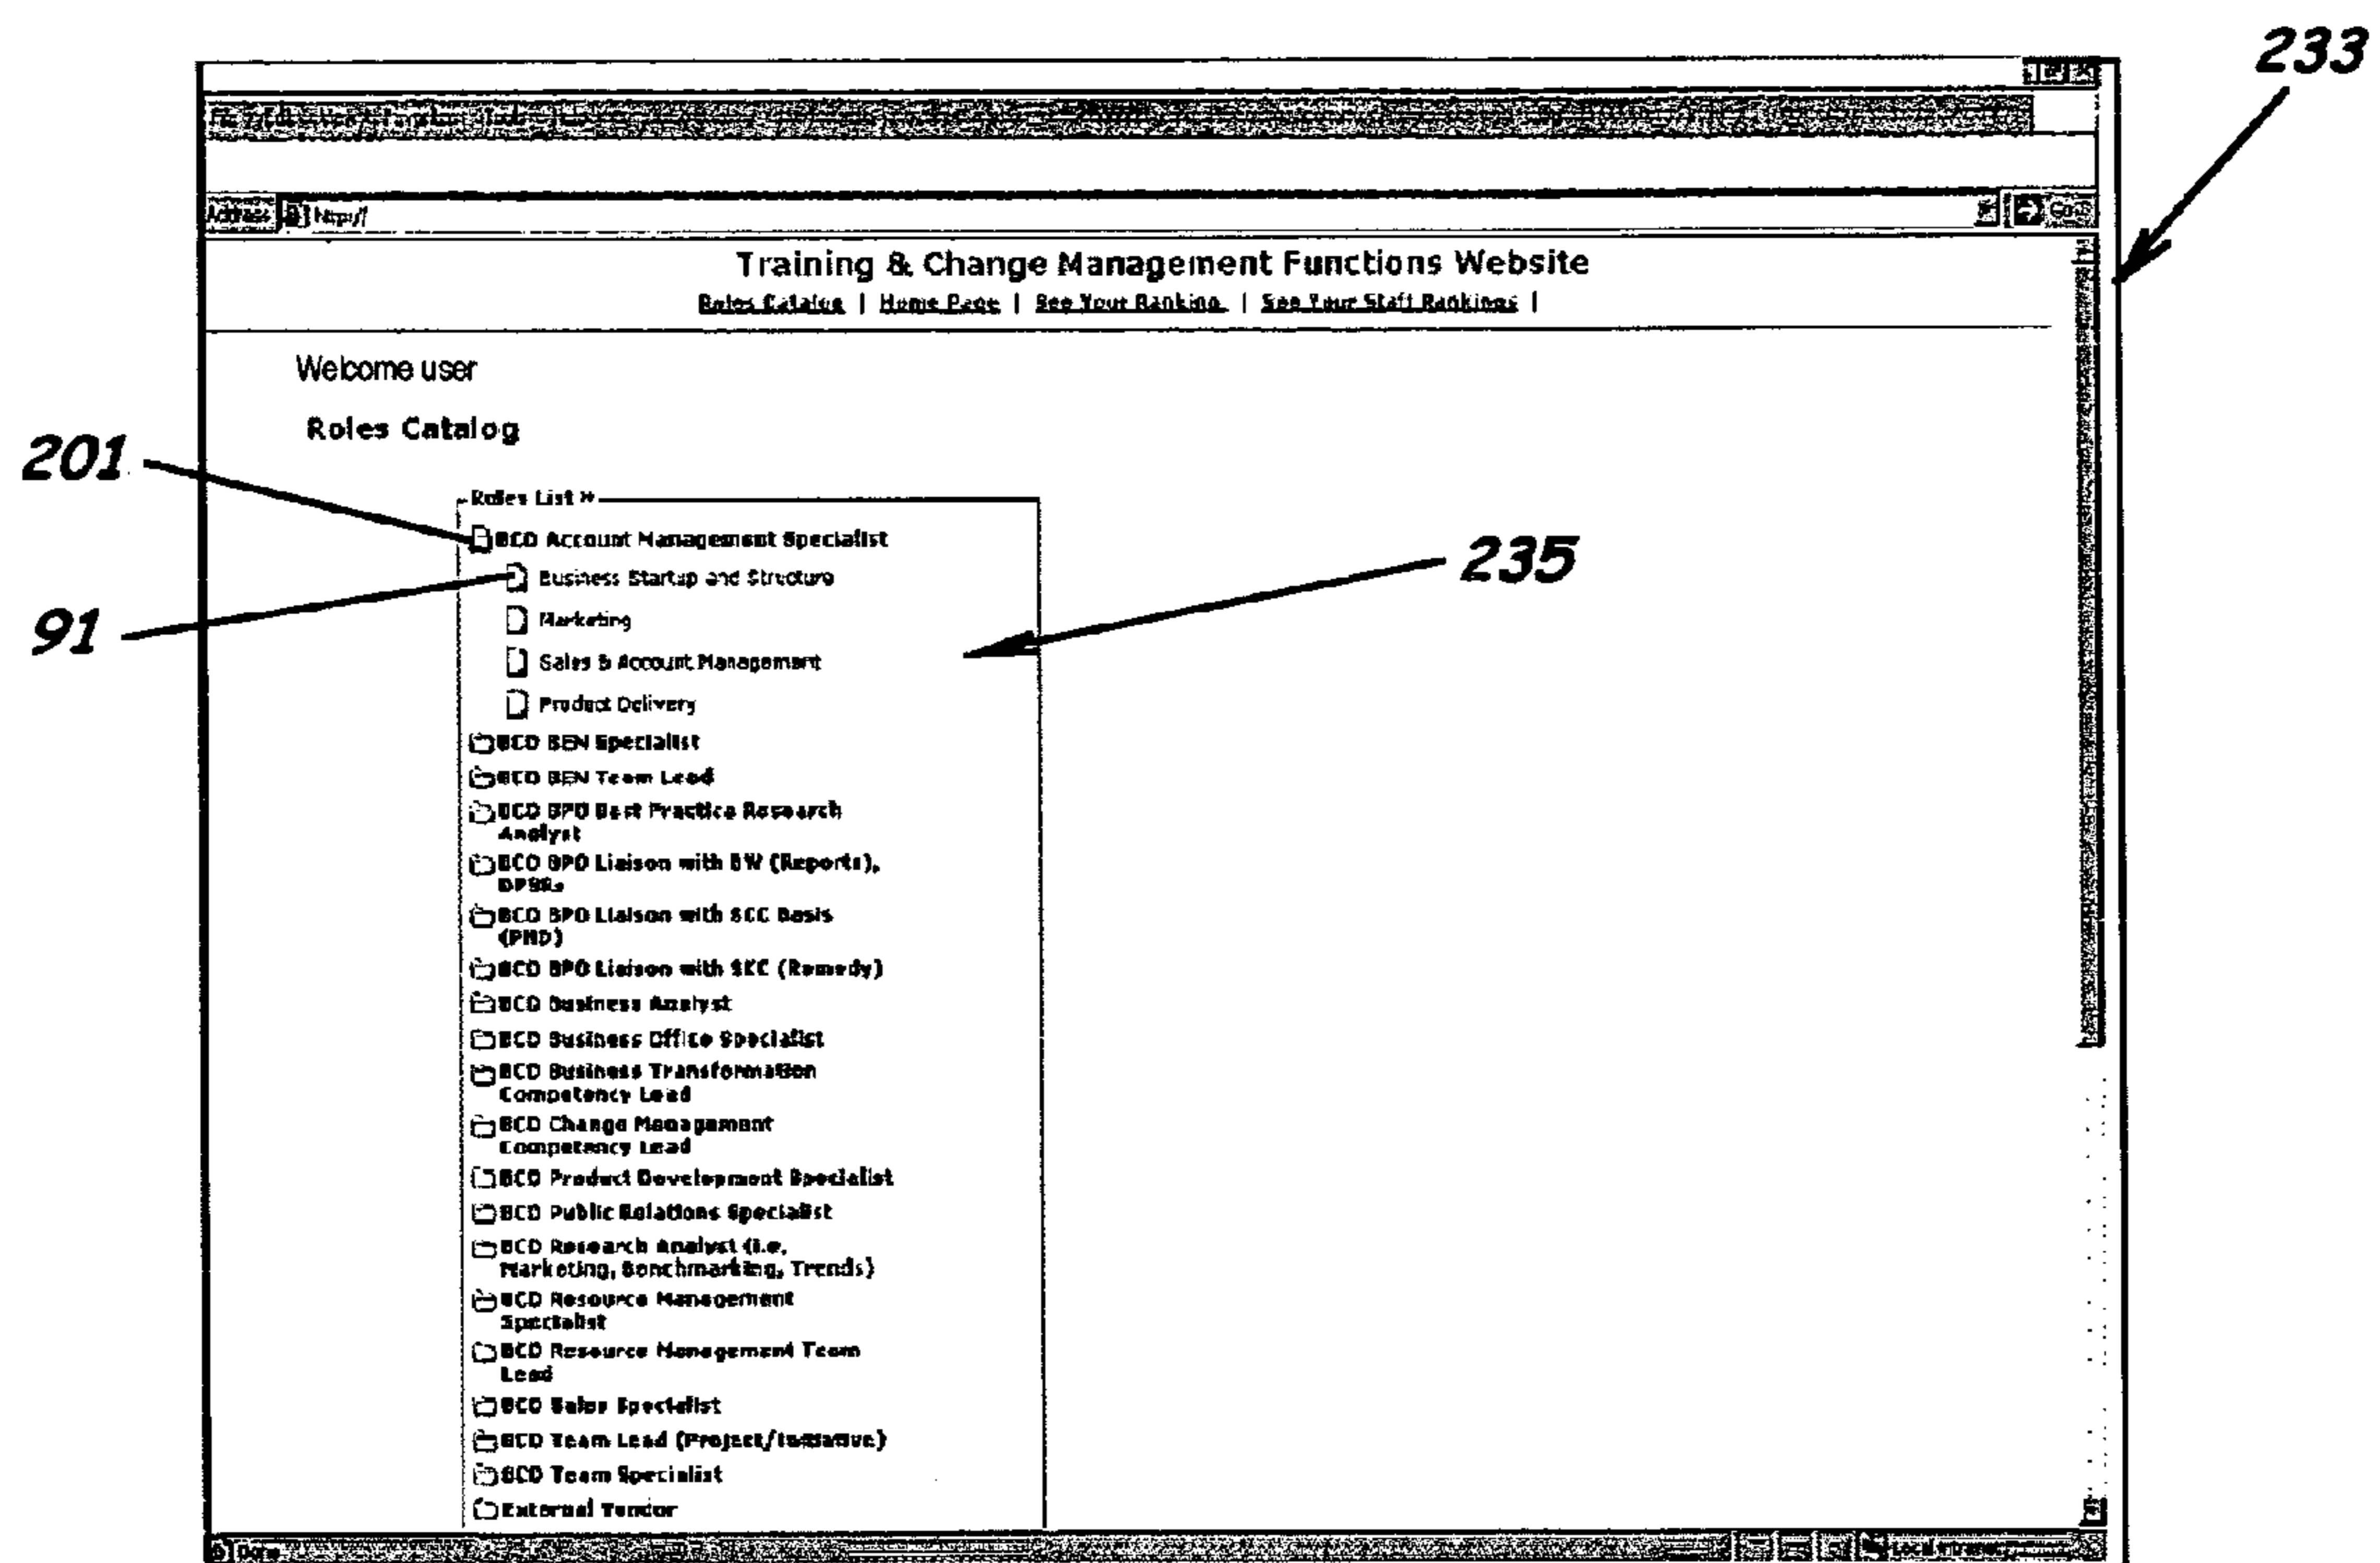 233
Address http://
Go
Training & Change Management Functions Website
Roles Catalog | Home Page | See Your Ranking | See Your Staff Rankings |
Welcome user
Roles Catalog
201
Roles List »
BCD Account Management Specialist
235
Business Startup and Structure
91
Marketing
Sales & Account Management
Product Delivery
BCD BEN Specialist
BCD BEN Team Lead
BCD BPO Best Practice Research
Analyst
BCD BPO Liaison with BW (Reports),
BCD BPO Liaison with SCC Basis
(PMD)
BCD BPO Liaison with SKC (Remedy)
BCD Business Analyst
BCD Business Office Specialist
BCD Business Transformation
Competency Lead
BCD Change Management
Competency Lead
BCD Product Development Specialist
BCD Public Relations Specialist
BCD Research Analyst (i.e,
Marketing, Benchmarking, Trends)
BCD Resource Management
Specialist
BCD Resource Management Team
Lead
BCD Sales Specialist
BCD Team Lead (Project/Initiative)
BCD Team Specialist
External Vendor
Done
Local intranet